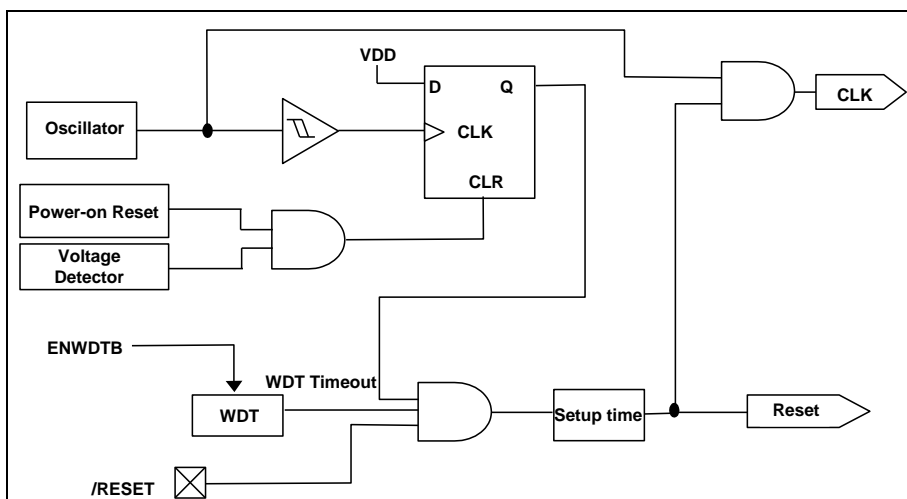 VDD
D
Q
CLK
Oscillator
CLK
CLR
Power-on Reset
Voltage
Detector
ENWDTB
WDT Timeout
WDT
Setup time
Reset
/RESET